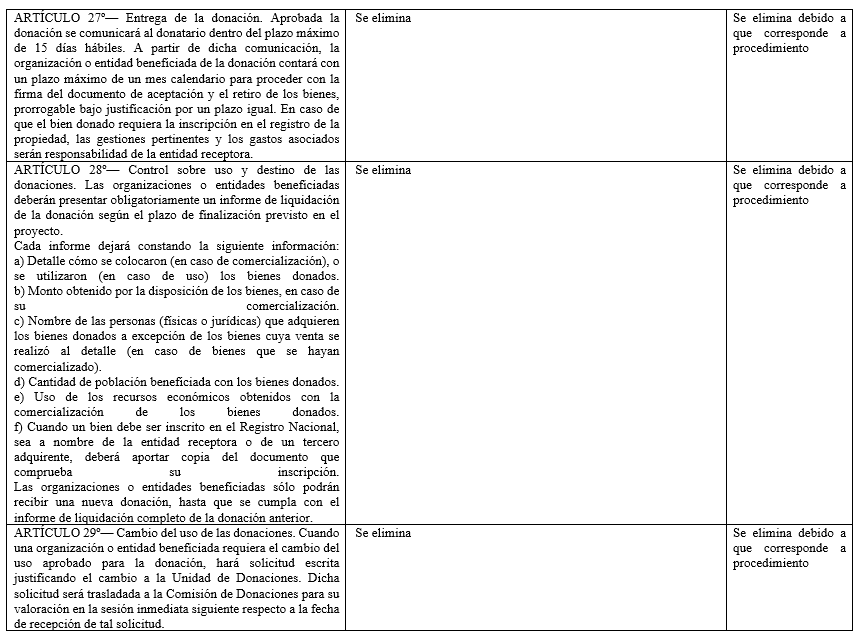 ARTÍCULO 27º— Entrega de la donación. Aprobada la
donación se comunicará al donatario dentro del plazo máximo
de 15 días hábiles. A partir de dicha comunicación, la
organización o entidad beneficiada de la donación contará con
un plazo máximo de un mes calendario para proceder con la
firma del documento de aceptación y el retiro de los bienes,
prorrogable bajo justificación por un plazo igual. En caso de
que el bien donado requiera la inscripción en el registro de la
propiedad, las gestiones pertinentes y los gastos asociados
serán responsabilidad de la entidad receptora.
Se elimina
Se elimina debido a
que corresponde a
procedimiento
ARTÍCULO 28º— Control sobre uso y destino de las
donaciones. Las organizaciones o entidades beneficiadas
deberán presentar obligatoriamente un informe de liquidación
de la donación según el plazo de finalización previsto en el
proyecto.
Cada informe dejará constando la siguiente información:
a) Detalle cómo se colocaron (en caso de comercialización), o
se utilizaron (en caso de uso) los bienes donados.
b) Monto obtenido por la disposición de los bienes, en caso de
su comercialización.
c) Nombre de las personas (físicas o jurídicas) que adquieren
los bienes donados a excepción de los bienes cuya venta se
realizó al detalle (en caso de bienes que se hayan
comercializado).
d) Cantidad de población beneficiada con los bienes donados.
e) Uso de los recursos económicos obtenidos con la
comercialización de los bienes donados.
f) Cuando un bien debe ser inscrito en el Registro Nacional,
sea a nombre de la entidad receptora o de un tercero
adquirente, deberá aportar copia del documento que
comprueba su inscripción.
Las organizaciones o entidades beneficiadas sólo podrán
recibir una nueva donación, hasta que se cumpla con el
informe de liquidación completo de la donación anterior.
Se elimina
Se elimina debido a
que corresponde a
procedimiento
ARTÍCULO 29º— Cambio del uso de las donaciones. Cuando
una organización o entidad beneficiada requiera el cambio del
uso aprobado para la donación, hará solicitud escrita
justificando el cambio a la Unidad de Donaciones. Dicha
solicitud será trasladada a la Comisión de Donaciones para su
valoración en la sesión inmediata siguiente respecto a la fecha
de recepción de tal solicitud.
Se elimina
Se elimina debido a
que corresponde a
procedimiento